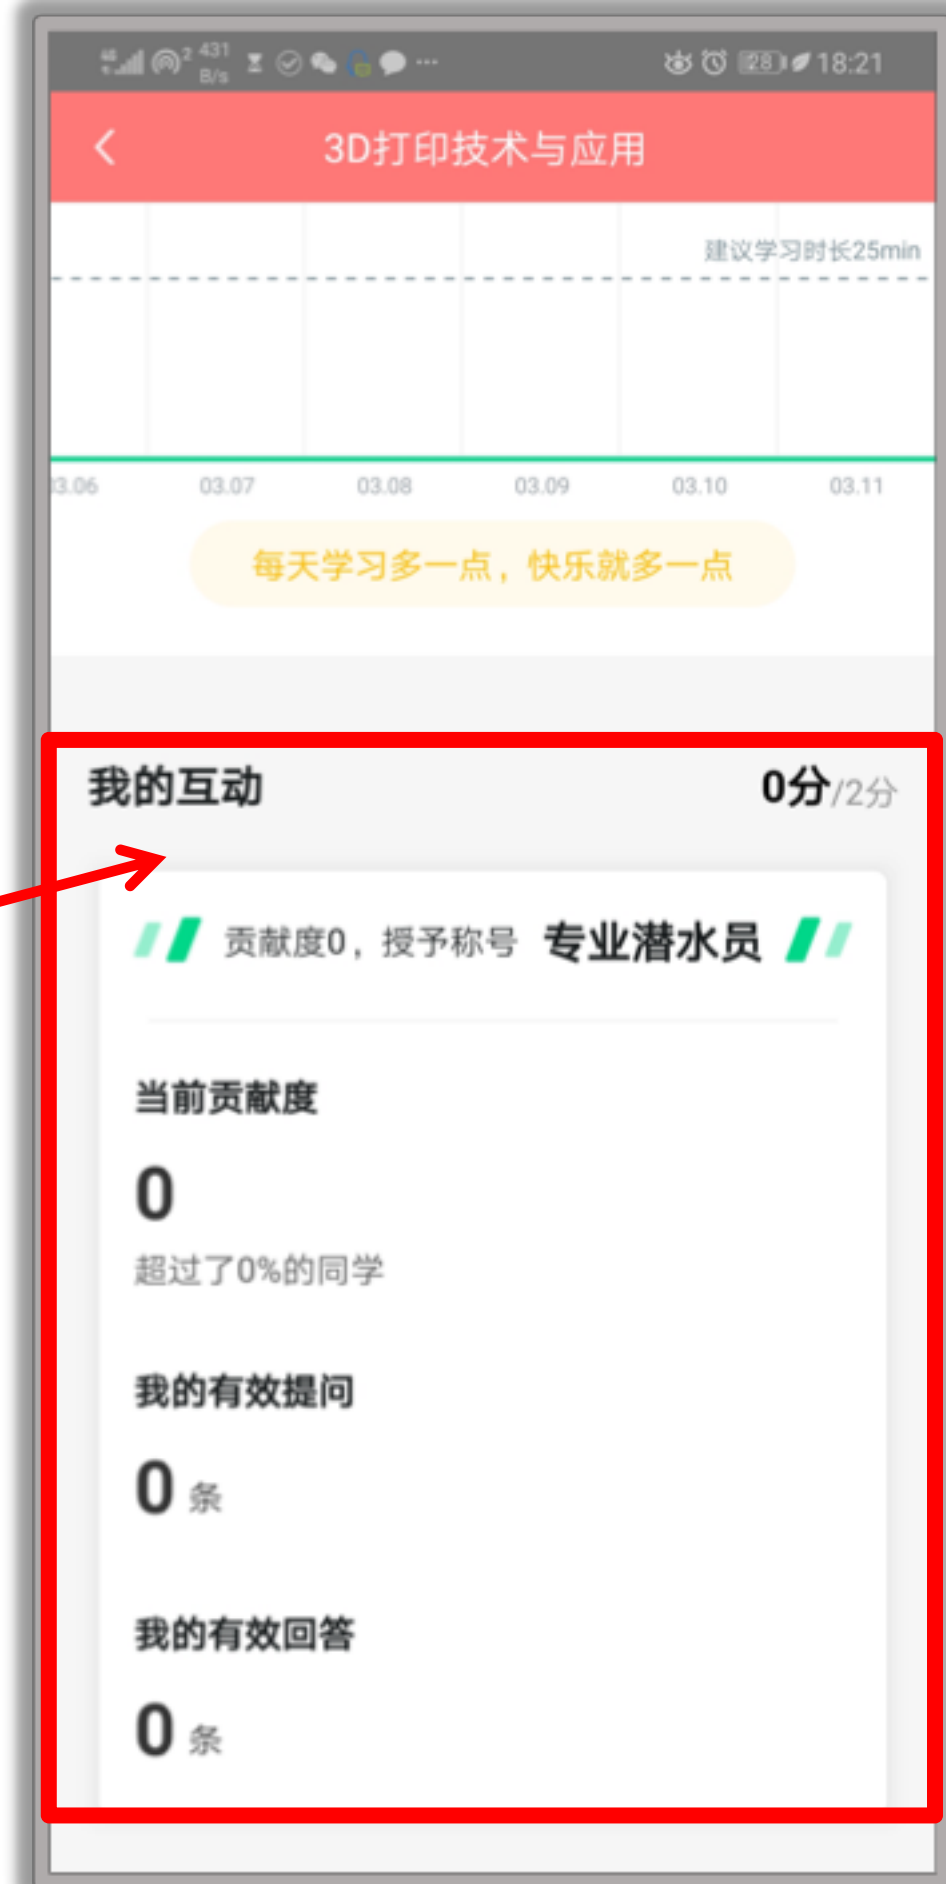 431
B/s
28
18:21
3D打印技术与应用
建议学习时长25min
03.07 03.08 03.09 03.10 03.11
每天学习多一点，快乐就多一点
我的互动 0分/2分
贡献度0，授予称号 专业潜水员
当前贡献度
0
超过了0%的同学
我的有效提问
0 条
我的有效回答
0 条